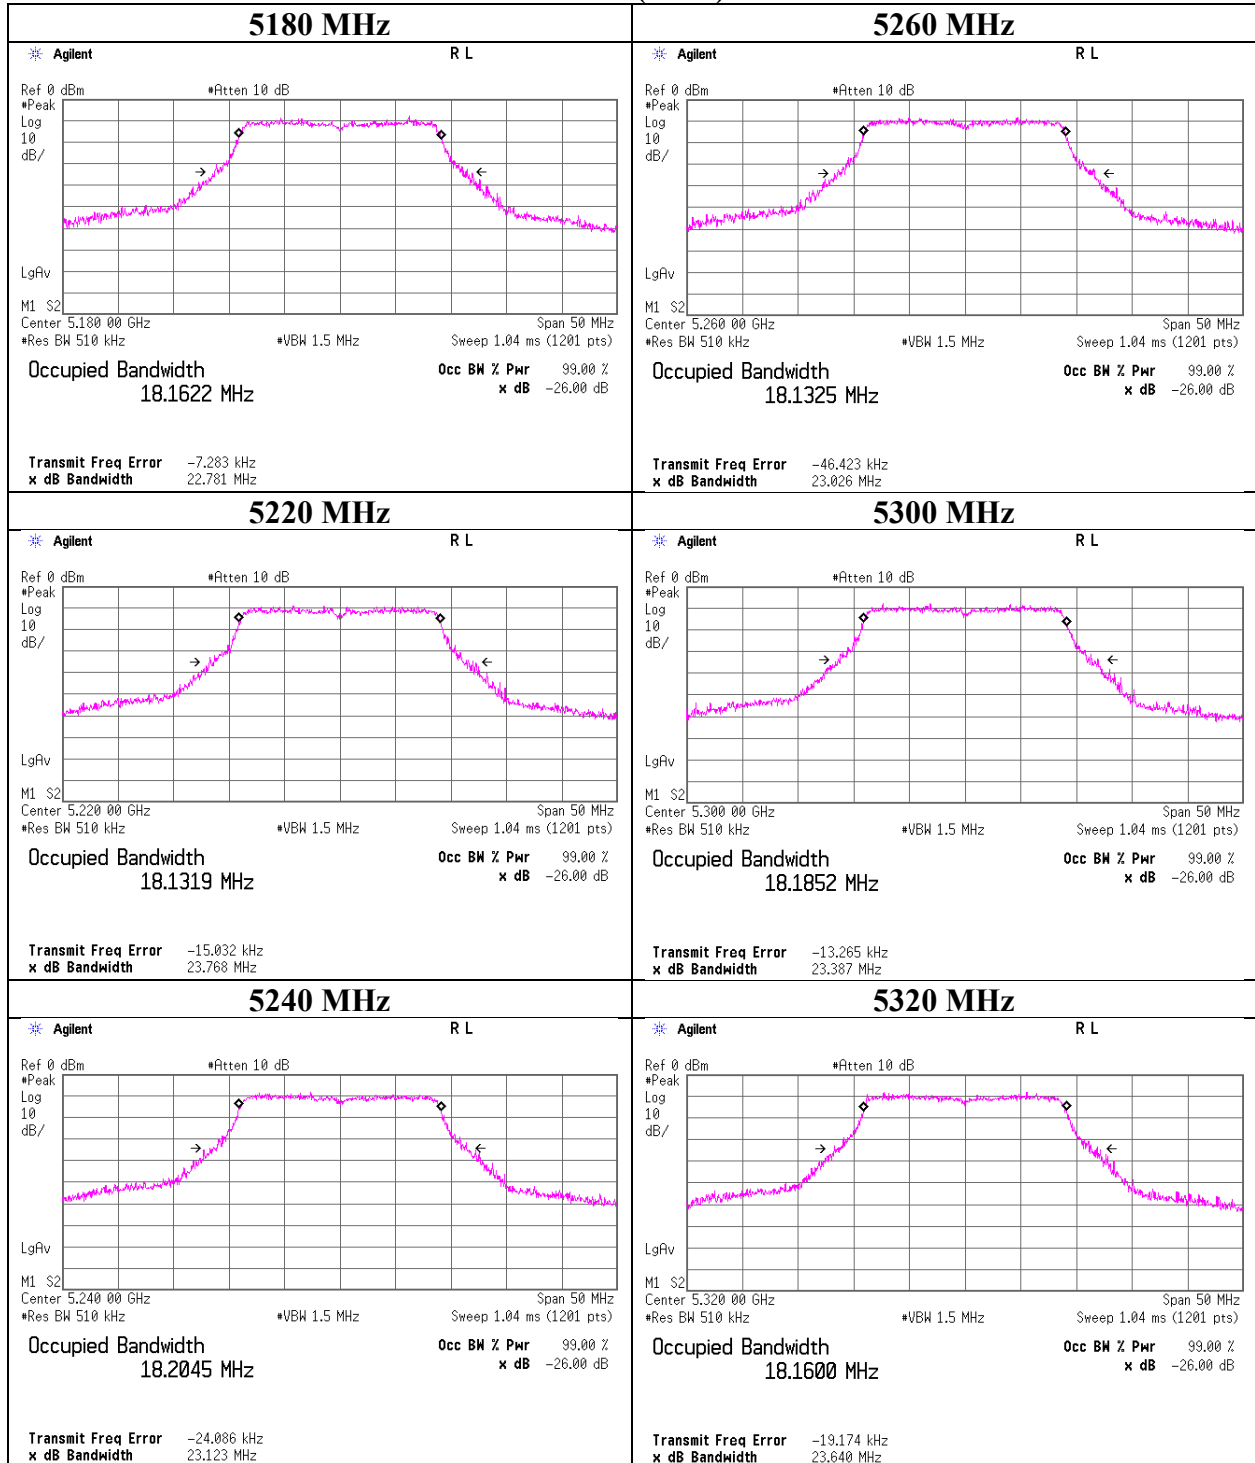 5180 MHz
Agilent R L
Ref 0 dBm #Atten 10 dB
#Peak
Log
10
dB/
LgAv
M1 S2
Center 5.180 00 GHz Span 50 MHz
#Res BW 510 kHz #VBW 1.5 MHz Sweep 1.04 ms (1201 pts)
Occupied Bandwidth Occ BW % Pwr 99.00 %
18.1622 MHz x dB -26.00 dB
Transmit Freq Error -7.283 kHz
x dB Bandwidth 22.781 MHz
5260 MHz
Agilent R L
Ref 0 dBm #Atten 10 dB
#Peak
Log
10
dB/
LgAv
M1 S2
Center 5.260 00 GHz Span 50 MHz
#Res BW 510 kHz #VBW 1.5 MHz Sweep 1.04 ms (1201 pts)
Occupied Bandwidth Occ BW % Pwr 99.00 %
18.1325 MHz x dB -26.00 dB
Transmit Freq Error -46.423 kHz
x dB Bandwidth 23.026 MHz
5220 MHz
Agilent R L
Ref 0 dBm #Atten 10 dB
#Peak
Log
10
dB/
LgAv
M1 S2
Center 5.220 00 GHz Span 50 MHz
#Res BW 510 kHz #VBW 1.5 MHz Sweep 1.04 ms (1201 pts)
Occupied Bandwidth Occ BW % Pwr 99.00 %
18.1319 MHz x dB -26.00 dB
Transmit Freq Error -15.032 kHz
x dB Bandwidth 23.768 MHz
5300 MHz
Agilent R L
Ref 0 dBm #Atten 10 dB
#Peak
Log
10
dB/
LgAv
M1 S2
Center 5.300 00 GHz Span 50 MHz
#Res BW 510 kHz #VBW 1.5 MHz Sweep 1.04 ms (1201 pts)
Occupied Bandwidth Occ BW % Pwr 99.00 %
18.1852 MHz x dB -26.00 dB
Transmit Freq Error -13.265 kHz
x dB Bandwidth 23.387 MHz
5240 MHz
Agilent R L
Ref 0 dBm #Atten 10 dB
#Peak
Log
10
dB/
LgAv
M1 S2
Center 5.240 00 GHz Span 50 MHz
#Res BW 510 kHz #VBW 1.5 MHz Sweep 1.04 ms (1201 pts)
Occupied Bandwidth Occ BW % Pwr 99.00 %
18.2045 MHz x dB -26.00 dB
Transmit Freq Error -24.086 kHz
x dB Bandwidth 23.123 MHz
5320 MHz
Agilent R L
Ref 0 dBm #Atten 10 dB
#Peak
Log
10
dB/
LgAv
M1 S2
Center 5.320 00 GHz Span 50 MHz
#Res BW 510 kHz #VBW 1.5 MHz Sweep 1.04 ms (1201 pts)
Occupied Bandwidth Occ BW % Pwr 99.00 %
18.1600 MHz x dB -26.00 dB
Transmit Freq Error -19.174 kHz
x dB Bandwidth 23.640 MHz